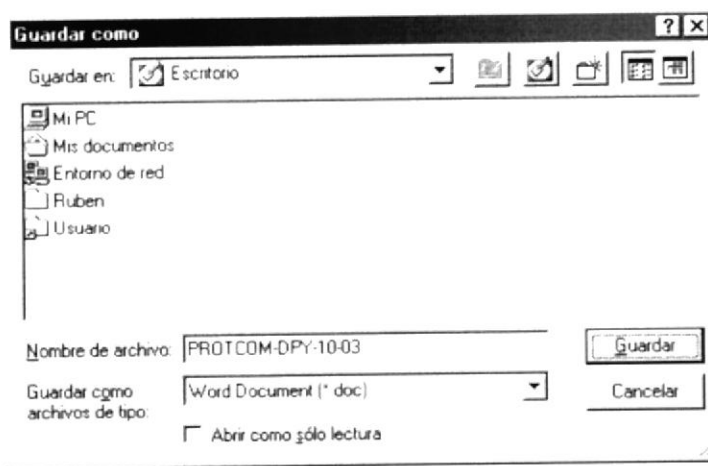 Guardar como
Guardar en: Escritorio
Mi PC
Mis documentos
Entorno de red
Ruben
Usuario
Nombre de archivo: PROTCOM-DPY-10-03 Guardar
Guardar como Word Document (*.doc) Cancelar
archivos de tipo:
Abrir como sólo lectura